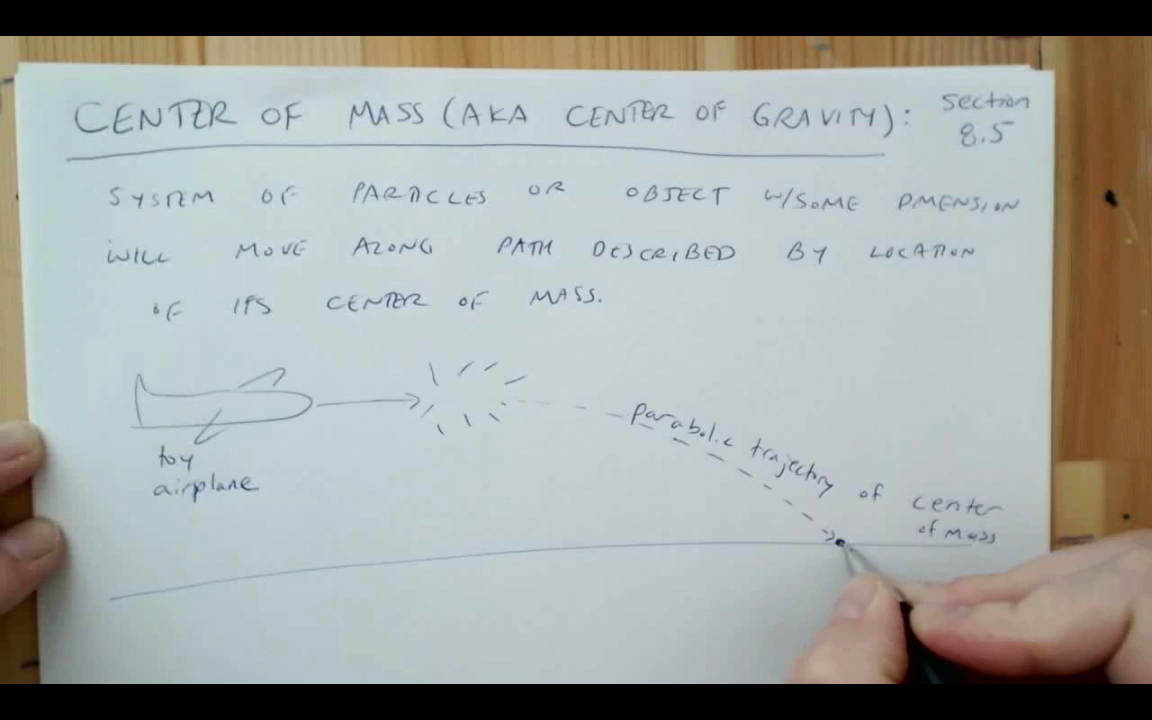 CENTER OF MASS (AKA CENTER OF GRAVITY):
section
8.5
SYSTEM OF PARTICLES OR OBJECT W/SOME DIMENSION
WILL MOVE ALONG PATH DESCRIBED BY LOCATION
OF ITS CENTER OF MASS.
toy
airplane
parabolic trajectory of center
of mass